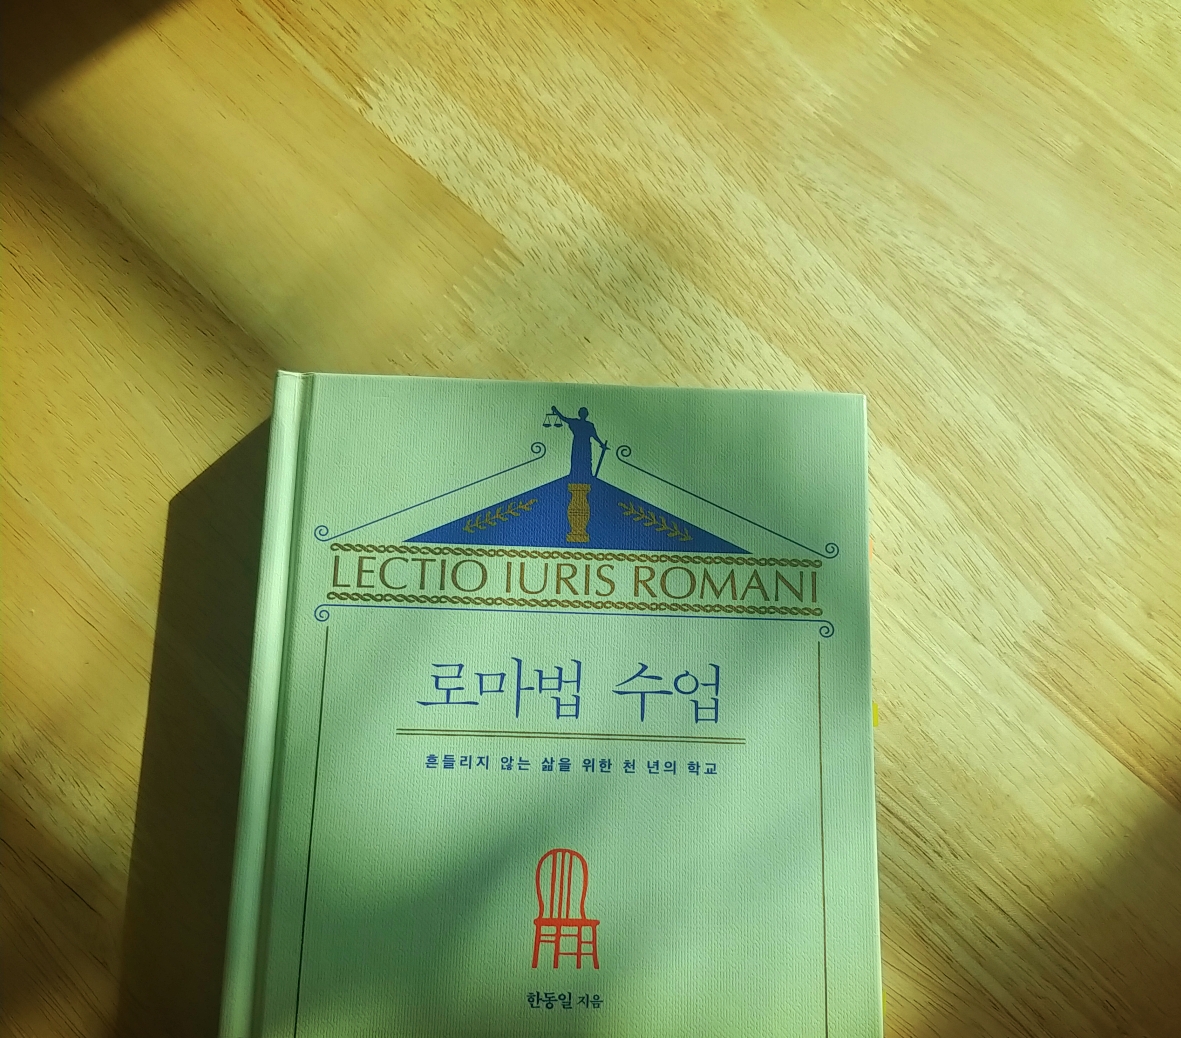 LECTIO IURIS ROMANI
로마법 수업
흔들리지 않는 삶을 위한 천 년의 학교
한동일 지음